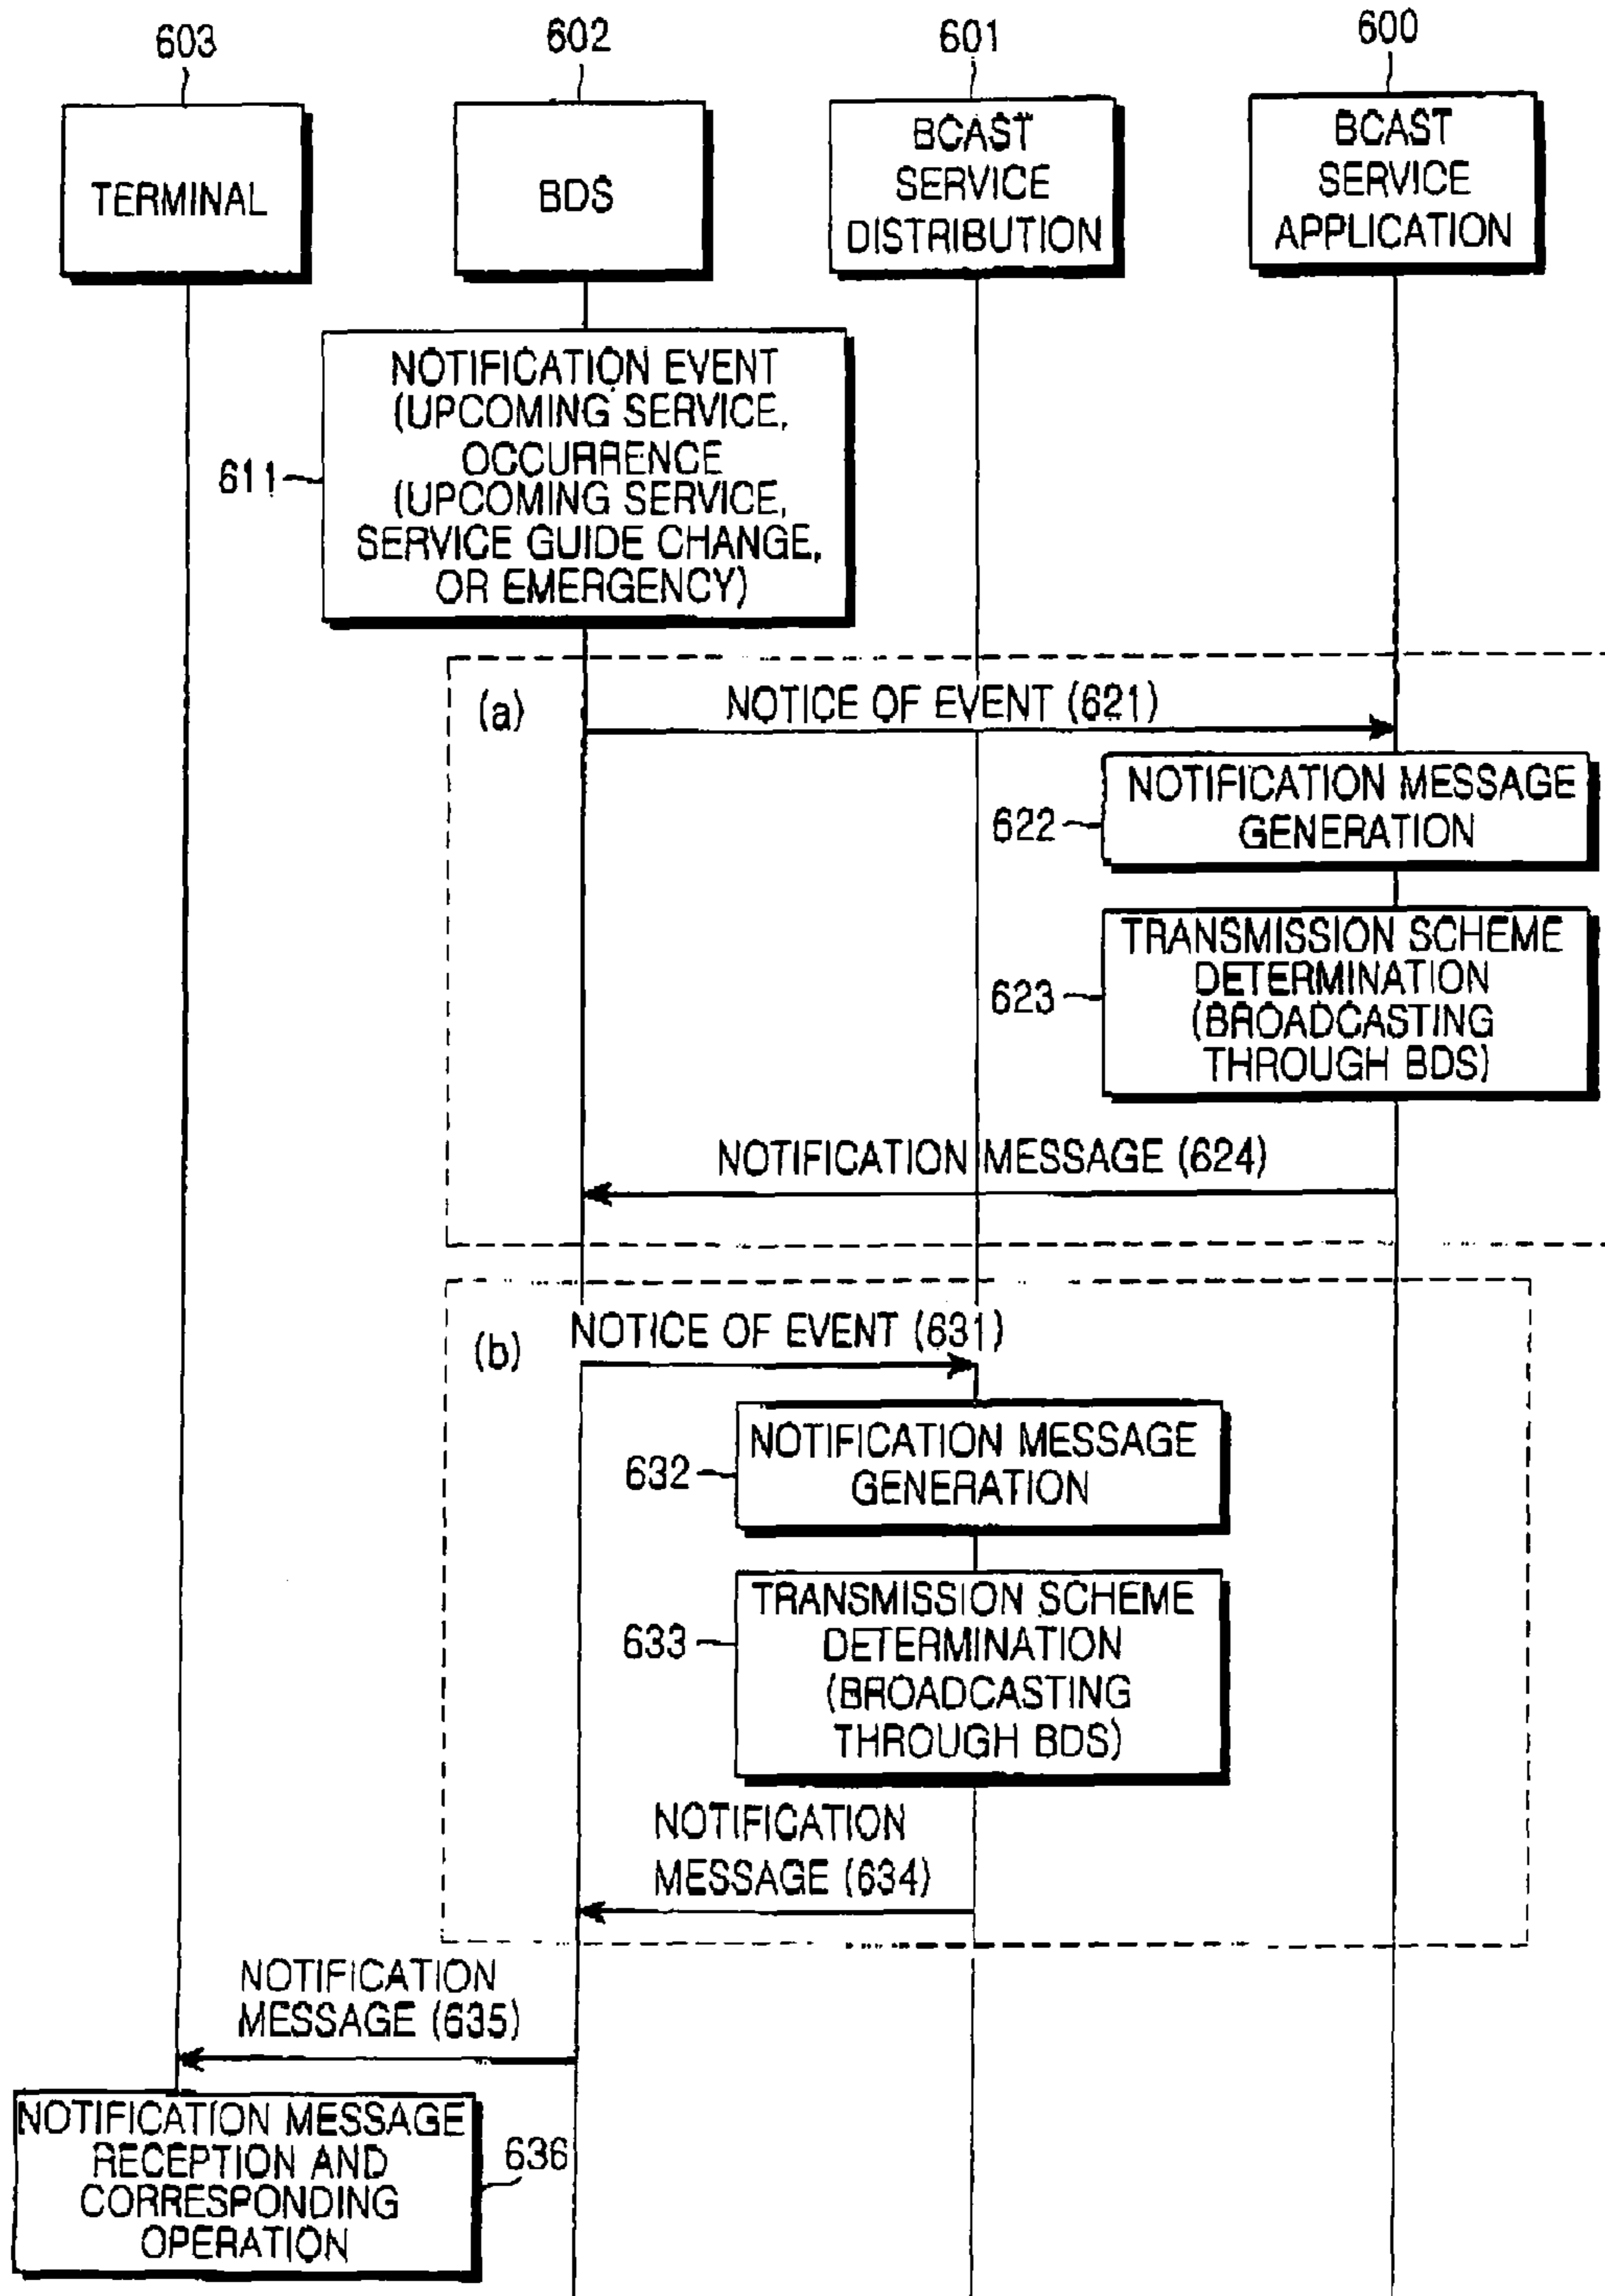 603
602
601
600
TERMINAL
BDS
BCAST
SERVICE
DISTRIBUTION
BCAST
SERVICE
APPLICATION
NOTIFICATION EVENT
(UPCOMING SERVICE,
OCCURRENCE
(UPCOMING SERVICE,
SERVICE GUIDE CHANGE,
OR EMERGENCY)
611
(a)
NOTICE OF EVENT (621)
NOTIFICATION MESSAGE
GENERATION
622
TRANSMISSION SCHEME
DETERMINATION
(BROADCASTING
THROUGH BDS)
623
NOTIFICATION MESSAGE (624)
(b)
NOTICE OF EVENT (631)
NOTIFICATION MESSAGE
GENERATION
632
TRANSMISSION SCHEME
DETERMINATION
(BROADCASTING
THROUGH BDS)
633
NOTIFICATION
MESSAGE (634)
NOTIFICATION
MESSAGE (635)
NOTIFICATION MESSAGE
RECEPTION AND
CORRESPONDING
OPERATION
636